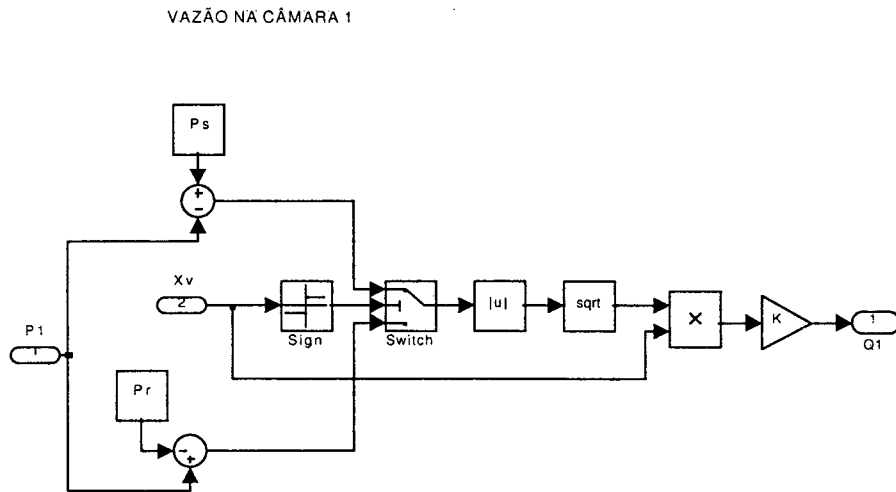 VAZÃO NA CÂMARA 1
Ps
+
-
Xv
2
Sign
Switch
|u|
sqrt
×
K
1
Q1
P1
1
Pr
-
+